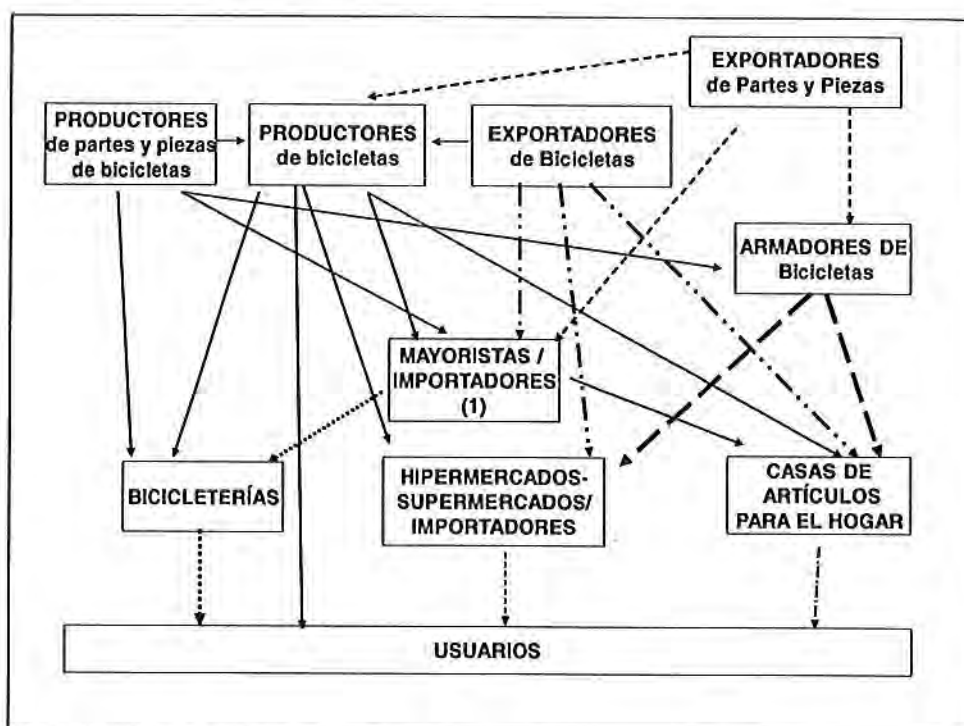 EXPORTADORES
de Partes y Piezas
PRODUCTORES
de partes y piezas
de bicicletas
PRODUCTORES
de bicicletas
EXPORTADORES
de Bicicletas
ARMADORES DE
Bicicletas
MAYORISTAS /
IMPORTADORES
(1)
BICICLETERÍAS
HIPERMERCADOS-
SUPERMERCADOS/
IMPORTADORES
CASAS DE
ARTÍCULOS
PARA EL HOGAR
USUARIOS